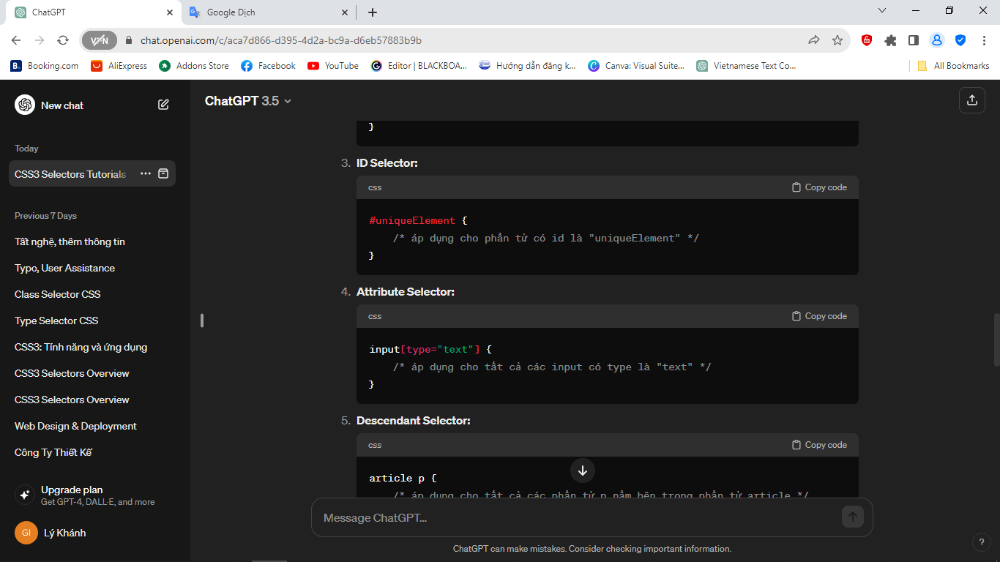 ChatGPT
Google Dịch
VPN
chat.openai.com/c/aca7d866-d395-4d2a-bc9a-d6eb57883b9b
B. Booking.com
AliExpress
Addons Store
Facebook
YouTube
Editor | BLACKBOA...
Hướng dẫn đăng k...
Canva: Visual Suite...
Vietnamese Text Co...
All Bookmarks
New chat
Today
CSS3 Selectors Tutorials
Previous 7 Days
Tất nghệ, thêm thông tin
Typo, User Assistance
Class Selector CSS
Type Selector CSS
CSS3: Tính năng và ứng dụng
CSS3 Selectors Overview
CSS3 Selectors Overview
Web Design & Deployment
Công Ty Thiết Kế
Upgrade plan
Get GPT-4, DALL·E, and more
GI
Lý Khánh
ChatGPT 3.5
}
3. ID Selector:
css
Copy code
#uniqueElement {
/* áp dụng cho phần tử có id là "uniqueElement" */
}
4. Attribute Selector:
css
Copy code
input[type="text"] {
/* áp dụng cho tất cả các input có type là "text" */
}
5. Descendant Selector:
css
Copy code
article p {
/* áp dụng cho tất cả các phần tử p nằm bên trong phần tử article */
Message ChatGPT...
ChatGPT can make mistakes. Consider checking important information.
?